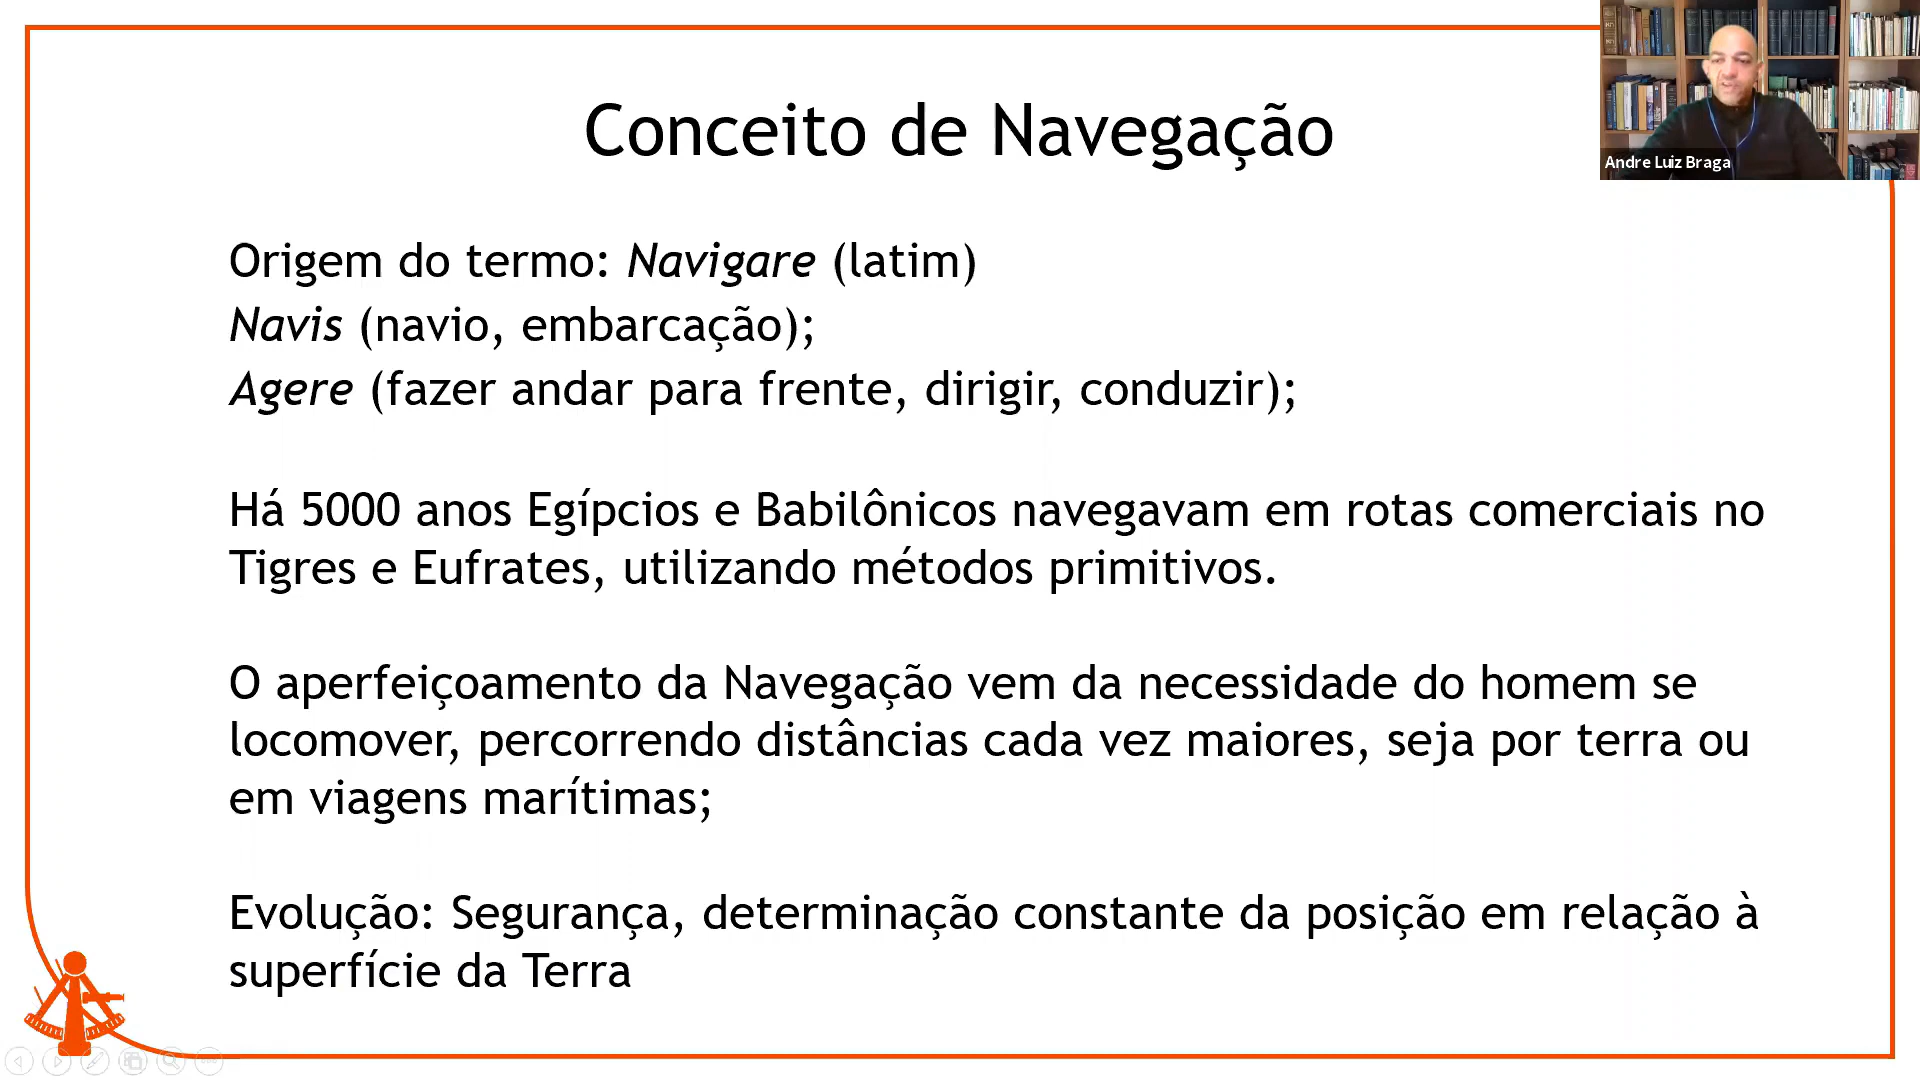 Conceito de Navegação
Andre Luiz Braga
Origem do termo: Navigare (latim)
Navis (navio, embarcação);
Agere (fazer andar para frente, dirigir, conduzir);
Há 5000 anos Egípcios e Babilônicos navegavam em rotas comerciais no
Tigres e Eufrates, utilizando métodos primitivos.
O aperfeiçoamento da Navegação vem da necessidade do homem se
locomover, percorrendo distâncias cada vez maiores, seja por terra ou
em viagens marítimas;
Evolução: Segurança, determinação constante da posição em relação à
superfície da Terra